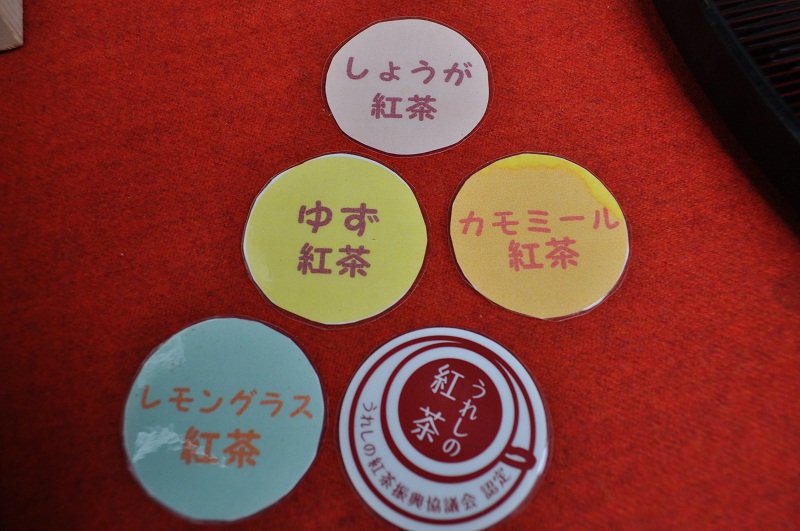 しょうが
紅茶
ゆず
紅茶
カモミール
紅茶
レモングラス
紅茶
うれしの
紅茶
うれしの紅茶振興協議会 認定